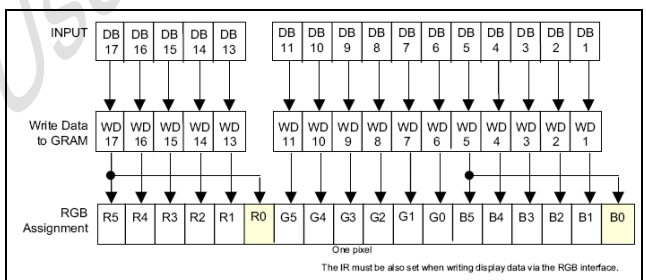 INPUT DB 17 DB 16 DB 15 DB 14 DB 13 DB 11 DB 10 DB 9 DB 8 DB 7 DB 6 DB 5 DB 4 DB 3 DB 2 DB 1
Write Data to GRAM WD 17 WD 16 WD 15 WD 14 WD 13 WD 11 WD 10 WD 9 WD 8 WD 7 WD 6 WD 5 WD 4 WD 3 WD 2 WD 1
RGB Assignment R5 R4 R3 R2 R1 R0 G5 G4 G3 G2 G1 G0 B5 B4 B3 B2 B1 B0
One pixel
The IR must be also set when writing display data via the RGB interface.